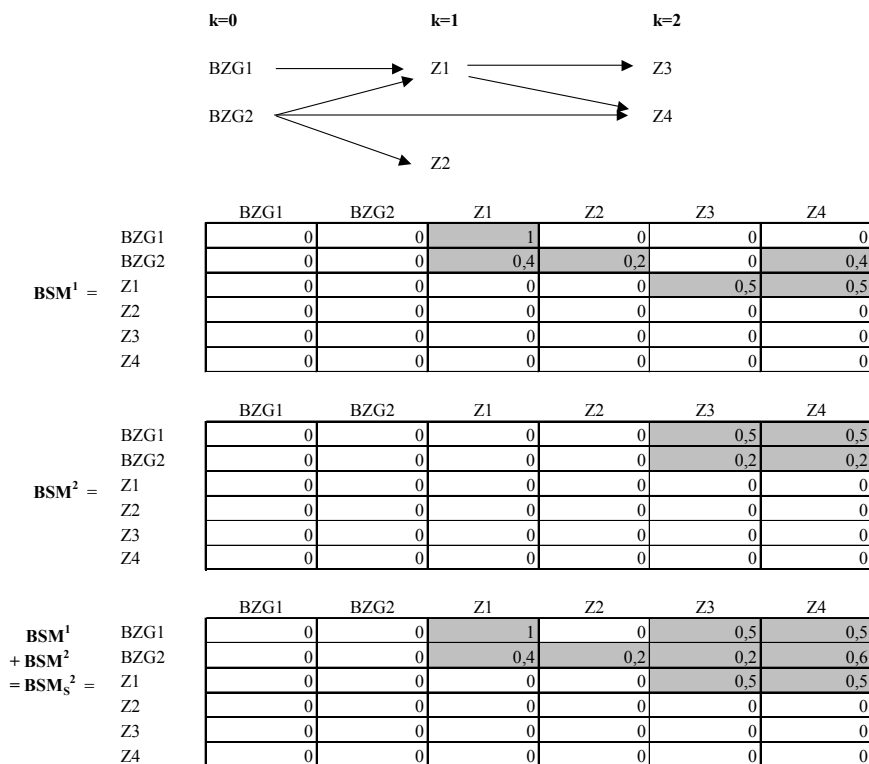 k=0 k=1 k=2
BZG1 Z1 Z3
BZG2 Z4
Z2
BZG1 BZG2 Z1 Z2 Z3 Z4
BZG1 0 0 1 0 0 0
BZG2 0 0 0,4 0,2 0 0,4
BSM¹ = Z1 0 0 0 0 0,5 0,5
Z2 0 0 0 0 0 0
Z3 0 0 0 0 0 0
Z4 0 0 0 0 0 0
BZG1 BZG2 Z1 Z2 Z3 Z4
BZG1 0 0 0 0 0,5 0,5
BZG2 0 0 0 0 0,2 0,2
BSM² = Z1 0 0 0 0 0 0
Z2 0 0 0 0 0 0
Z3 0 0 0 0 0 0
Z4 0 0 0 0 0 0
BZG1 BZG2 Z1 Z2 Z3 Z4
BSM¹ BZG1 0 0 1 0 0,5 0,5
+ BSM² BZG2 0 0 0,4 0,2 0,2 0,6
= BSM_S² = Z1 0 0 0 0 0,5 0,5
Z2 0 0 0 0 0 0
Z3 0 0 0 0 0 0
Z4 0 0 0 0 0 0